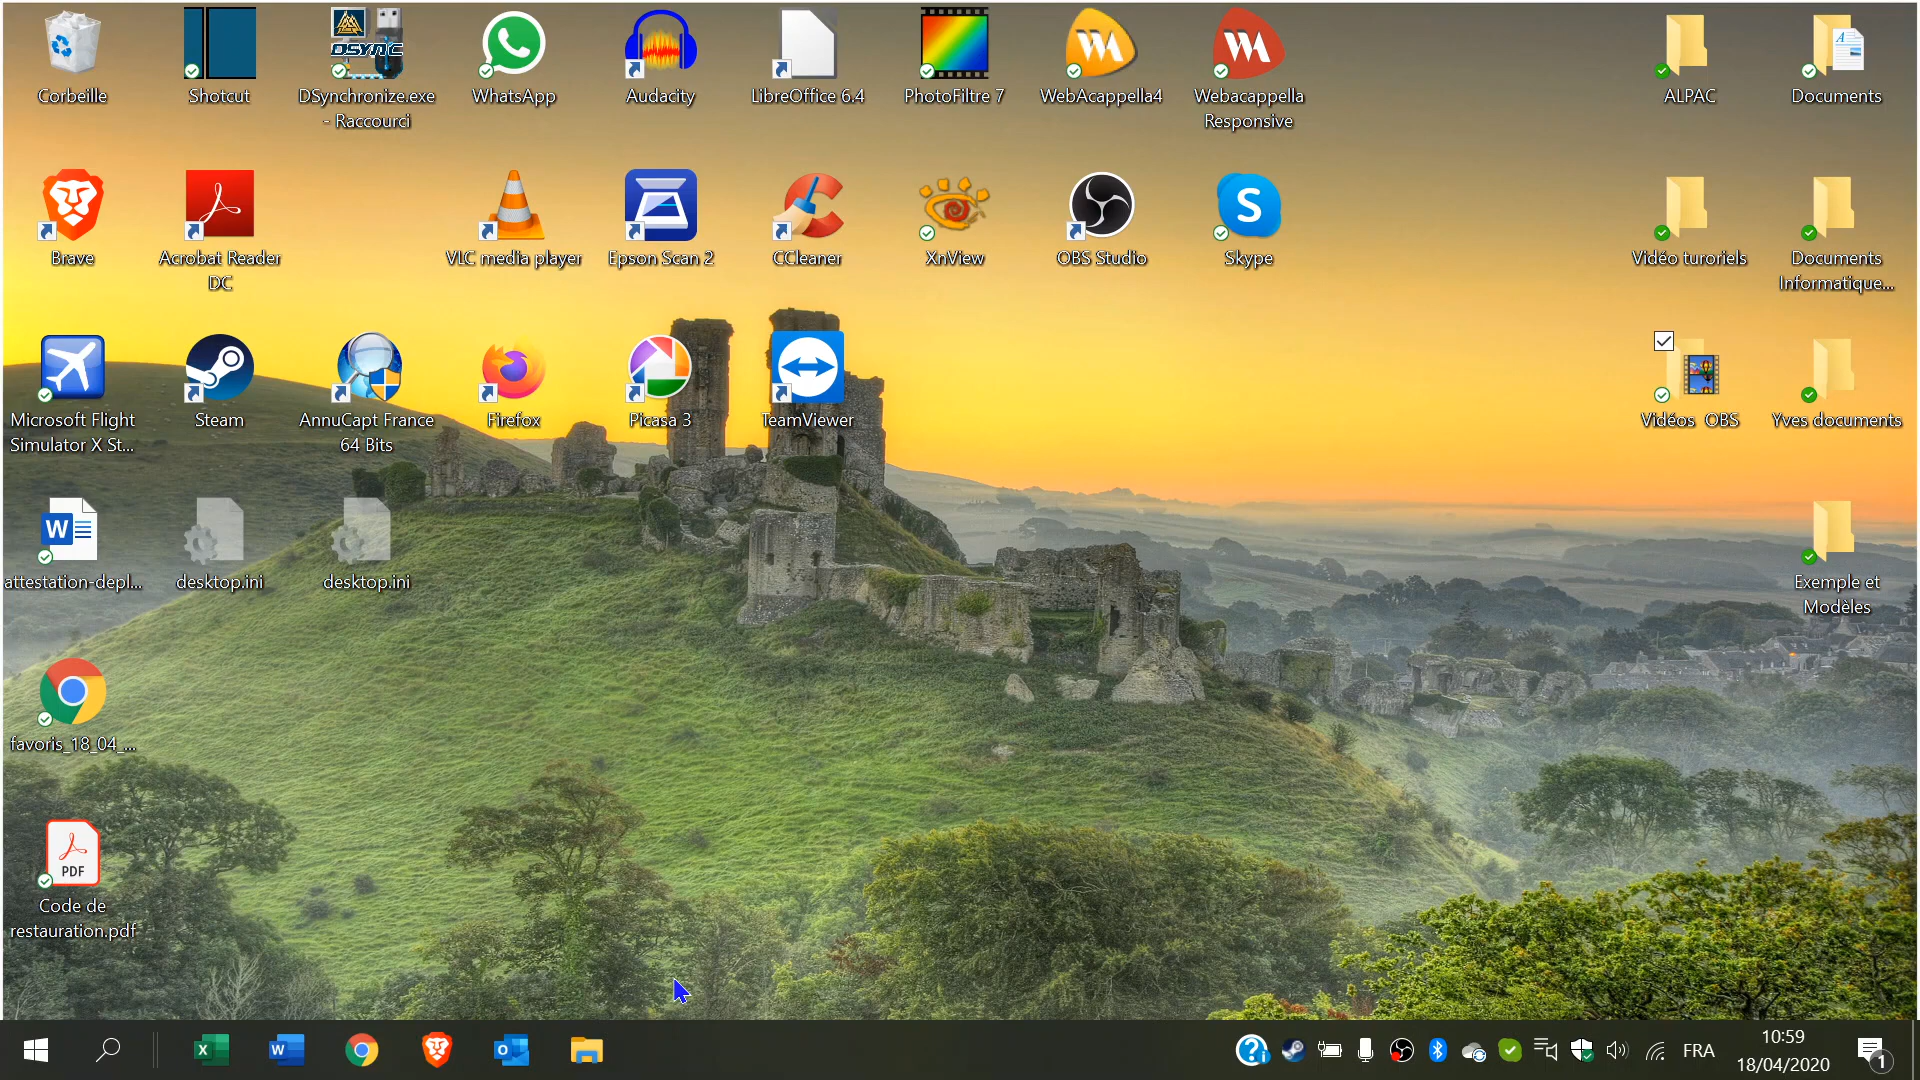 Corbeille
Shotcut
DSYNC
DSynchronize.exe
- Raccourci
WhatsApp
Audacity
LibreOffice 6.4
PhotoFiltre 7
WebAcappella4
Webacappella
Responsive
ALPAC
Documents
Brave
Acrobat Reader
DC
VLC media player
Epson Scan 2
CCleaner
XnView
OBS Studio
S
Skype
Vidéo turoriels
Documents
Informatique...
Microsoft Flight
Simulator X St...
Steam
AnnuCapt France
64 Bits
Firefox
Picasa 3
TeamViewer
Vidéos OBS
Yves documents
W
attestation-depl...
desktop.ini
desktop.ini
Exemple et
Modèles
favoris_18_04_...
PDF
Code de
restauration.pdf
FRA
10:59
18/04/2020
1